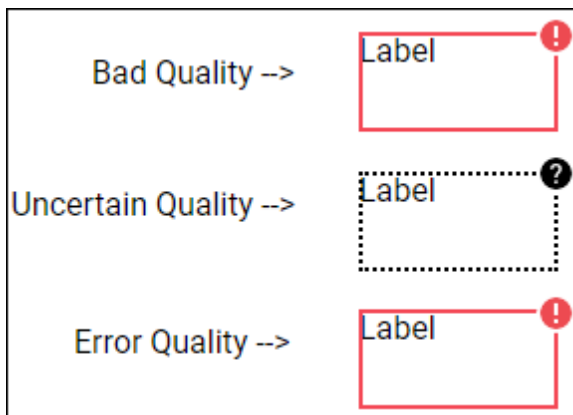 Bad Quality --> Label !
Uncertain Quality --> Label ?
Error Quality --> Label !